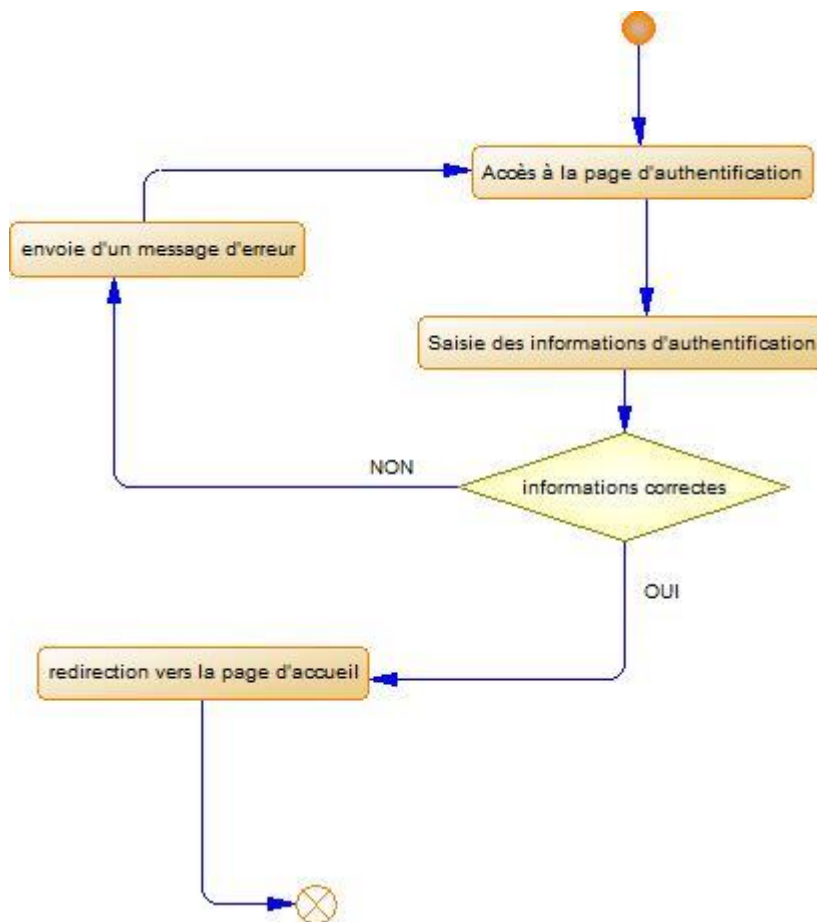 Accès à la page d'authentification
envoie d'un message d'erreur
Saisie des informations d'authentification
NON
informations correctes
OUI
redirection vers la page d'accueil